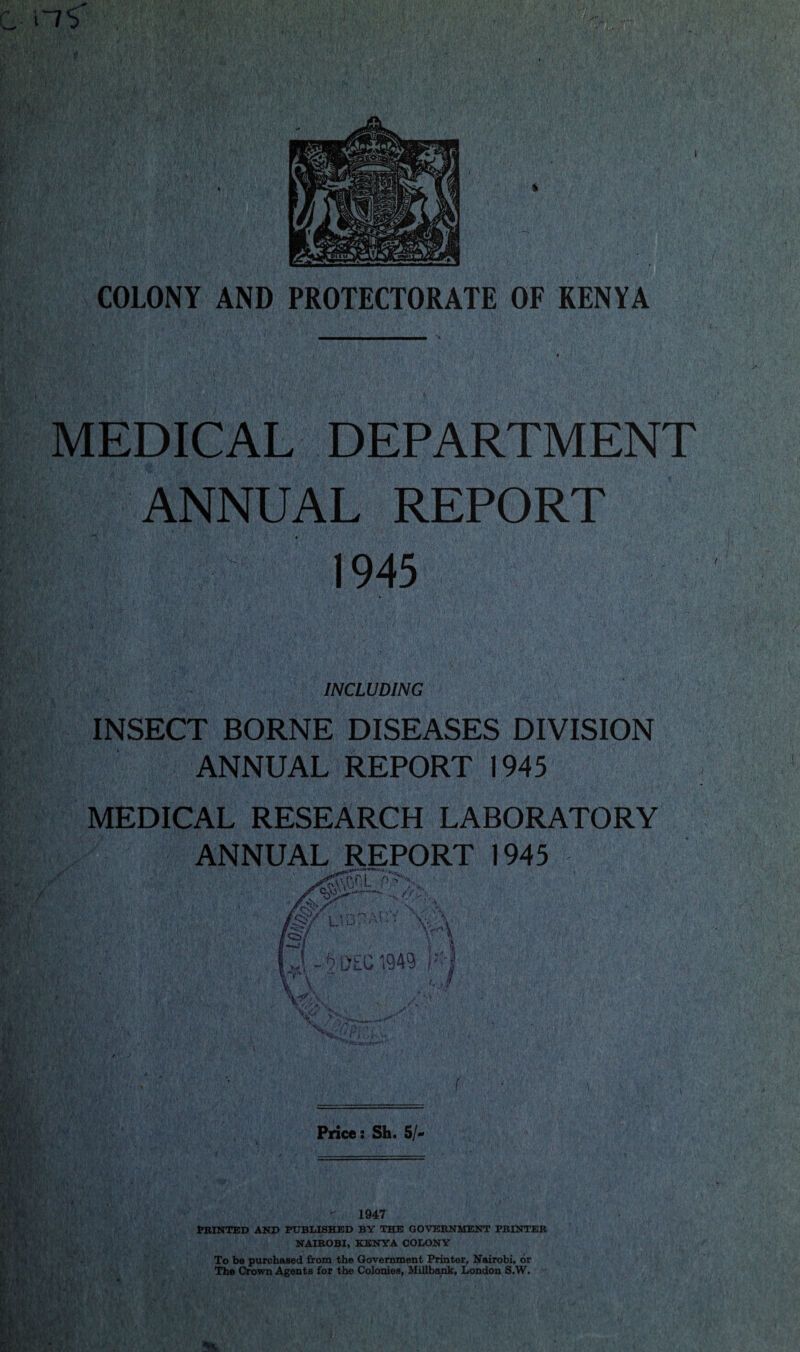 COLONY AND PROTECTORATE OF KENYA
MEDICAL DEPARTMENT
ANNUAL REPORT
1945
INCLUDING
INSECT BORNE DISEASES DIVISION
ANNUAL REPORT 1945
MEDICAL RESEARCH LABORATORY
ANNUAL REPORT 1945
LONDON SCHOOL
LIBRARY
DEC 1949
AND
Price: Sh. 5/-
1947
PRINTED AND PUBLISHED BY THE GOVERNMENT PRINTER
NAIROBI, KENYA COLONY
To be purchased from the Government Printer, Nairobi, or
The Crown Agents for the Colonies, Millbank, London S.W.